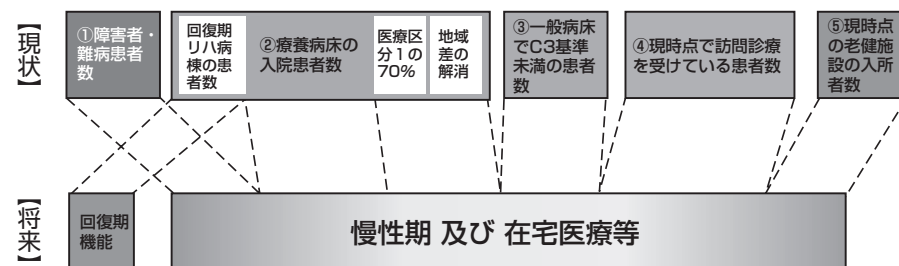 【現状】
①障害者・
難病患者
数
回復期
リハ病
棟の患
者数
②療養病床の
入院患者数
医療区
分1の
70%
地域
差の
解消
③一般病床
でC3基準
未満の患者
数
④現時点で訪問診療
を受けている患者数
⑤現時点
の老健施
設の入所
者数
【将来】
回復期
機能
慢性期 及び 在宅医療等